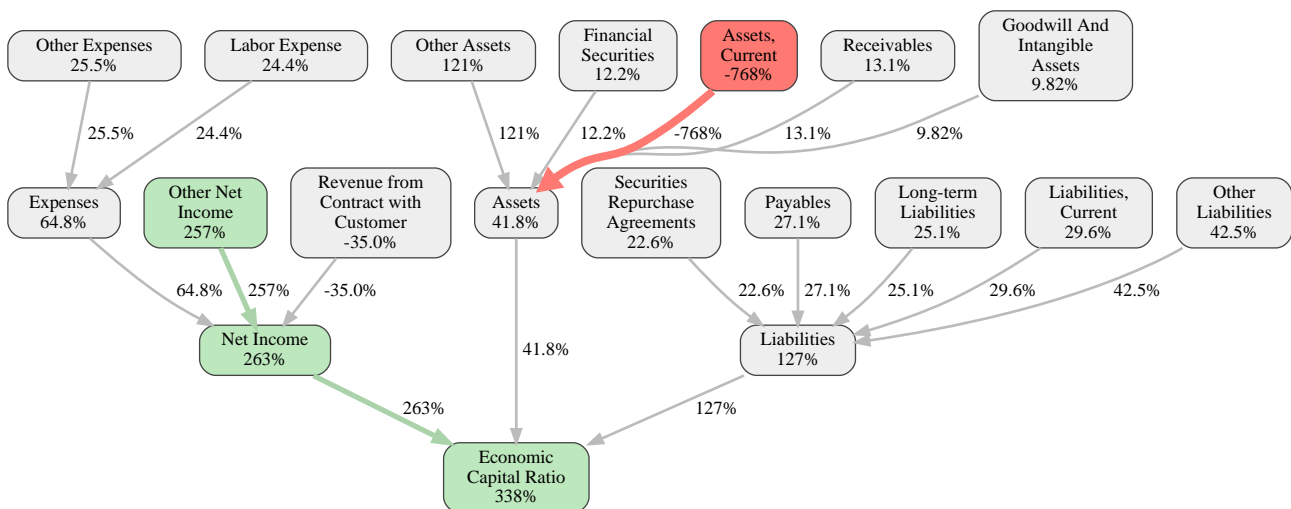 Other Expenses
25.5%
Labor Expense
24.4%
Other Assets
121%
Financial
Securities
12.2%
Assets,
Current
-768%
Receivables
13.1%
Goodwill And
Intangible
Assets
9.82%
25.5%
24.4%
121%
12.2%
-768%
13.1%
9.82%
Expenses
64.8%
Other Net
Income
257%
Revenue from
Contract with
Customer
-35.0%
Assets
41.8%
Securities
Repurchase
Agreements
22.6%
Payables
27.1%
Long-term
Liabilities
25.1%
Liabilities,
Current
29.6%
Other
Liabilities
42.5%
64.8%
257%
-35.0%
22.6%
27.1%
25.1%
29.6%
42.5%
Net Income
263%
41.8%
Liabilities
127%
263%
127%
Economic
Capital Ratio
338%